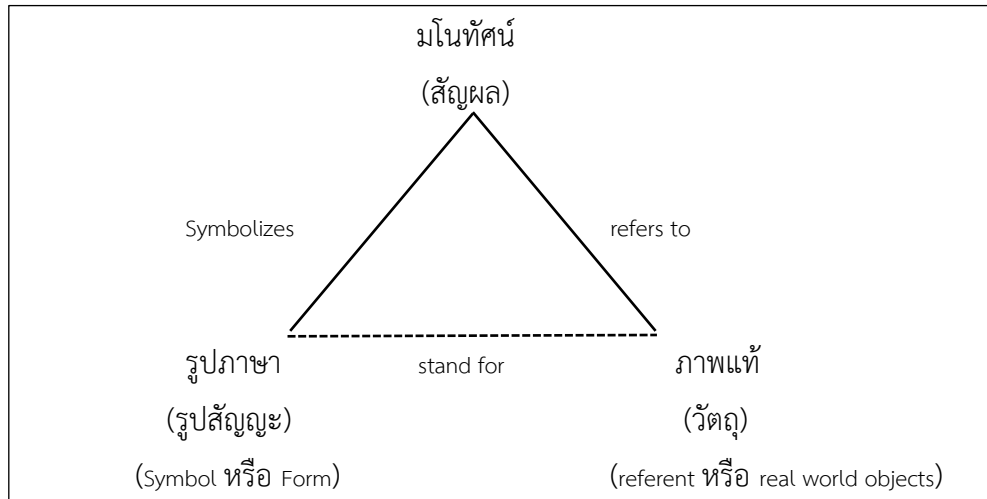 มโนทัศน์
(สัญผล)
Symbolizes
refers to
รูปภาษา
stand for
ภาพแท้
(รูปสัญญะ)
(วัตถุ)
(Symbol หรือ Form)
(referent หรือ real world objects)